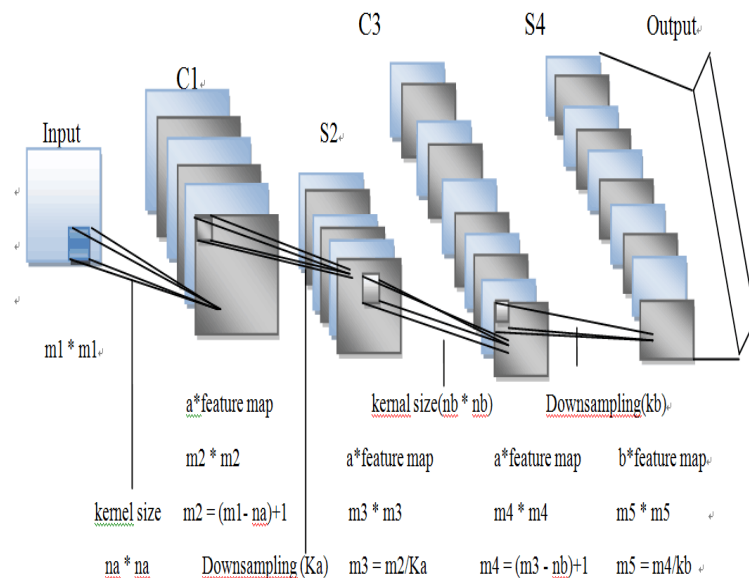 C3
S4
Output
C1
Input
S2
m1 * m1
a*feature map
kernal size(nb * nb)
Downsampling(kb)
m2 * m2
a*feature map
a*feature map
b*feature map
kernel size
m2 = (m1- na)+1
m3 * m3
m4 * m4
m5 * m5
na * na
Downsampling (Ka)
m3 = m2/Ka
m4 = (m3 - nb)+1
m5 = m4/kb